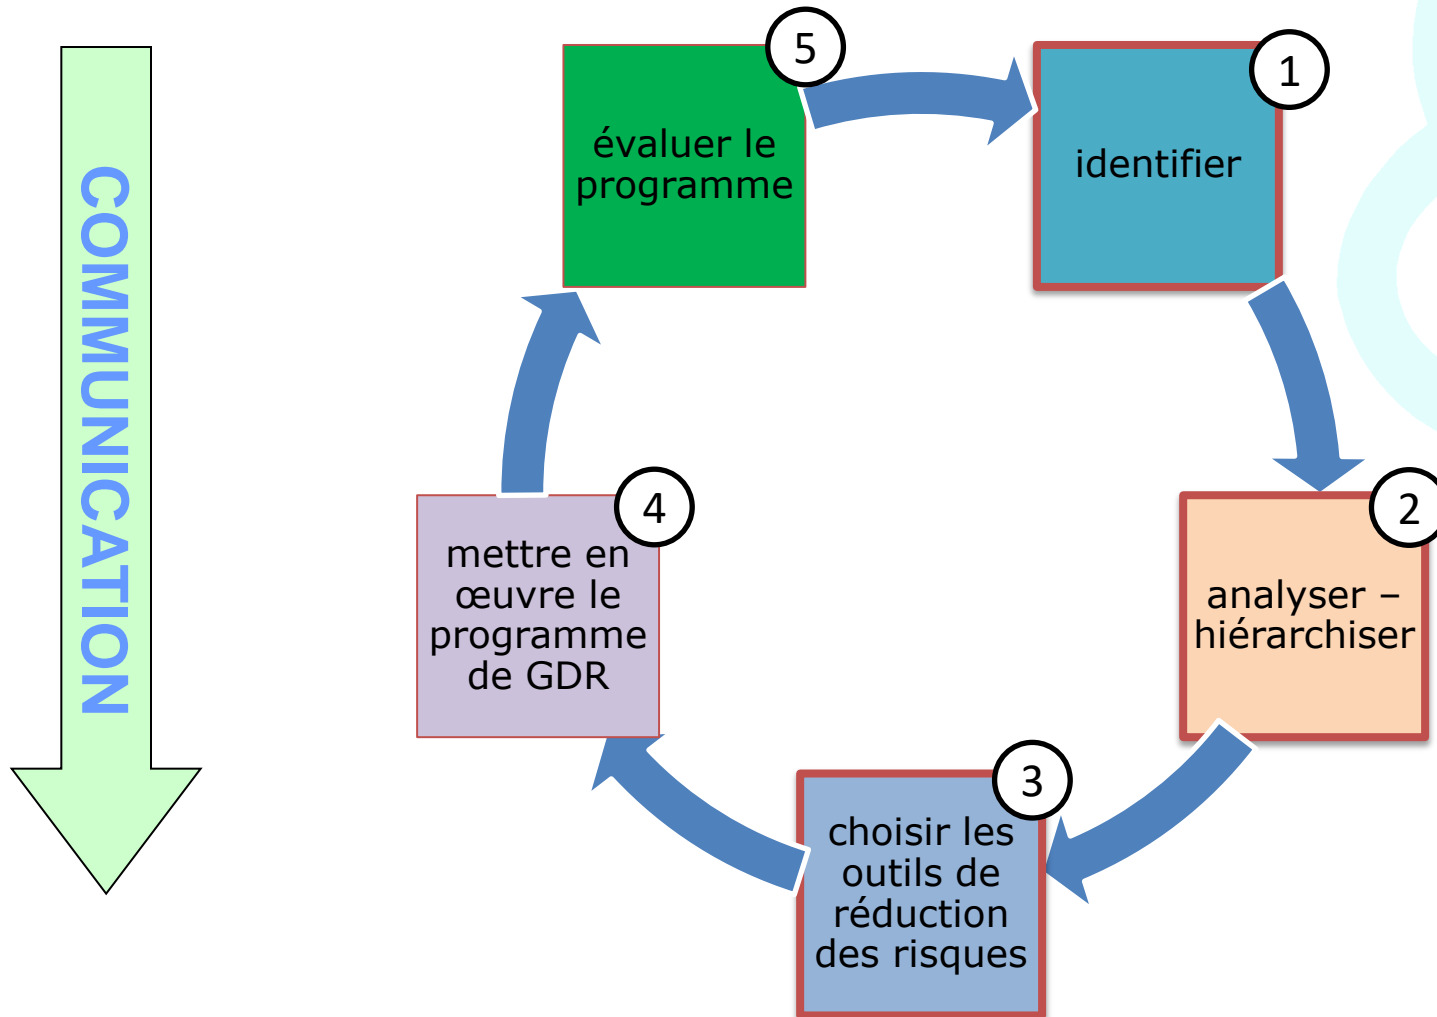 COMMUNICATION
5
évaluer le
programme
1
identifier
2
analyser –
hiérarchiser
3
choisir les
outils de
réduction
des risques
4
mettre en
œuvre le
programme
de GDR